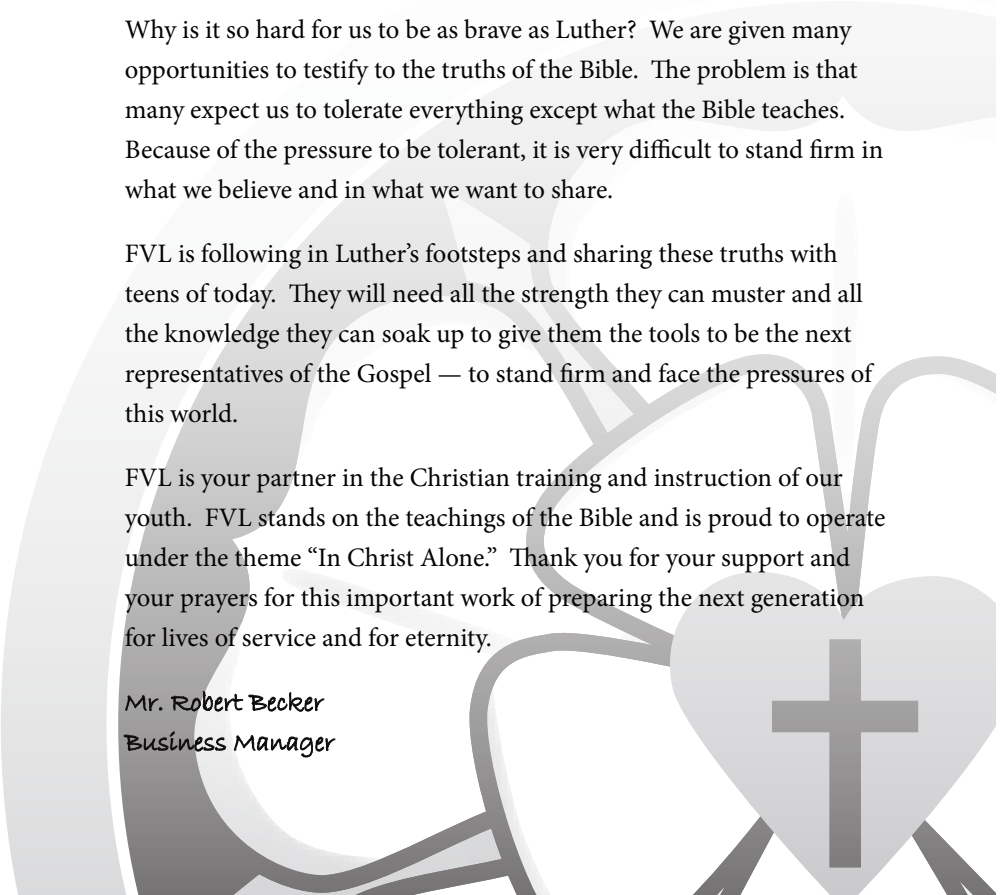 Why is it so hard for us to be as brave as Luther?  We are given many
opportunities to testify to the truths of the Bible.  The problem is that
many expect us to tolerate everything except what the Bible teaches.
Because of the pressure to be tolerant, it is very difficult to stand firm in
what we believe and in what we want to share.
FVL is following in Luther’s footsteps and sharing these truths with
teens of today.  They will need all the strength they can muster and all
the knowledge they can soak up to give them the tools to be the next
representatives of the Gospel — to stand firm and face the pressures of
this world.
FVL is your partner in the Christian training and instruction of our
youth.  FVL stands on the teachings of the Bible and is proud to operate
under the theme “In Christ Alone.”  Thank you for your support and
your prayers for this important work of preparing the next generation
for lives of service and for eternity.
Mr. Robert Becker
Business Manager